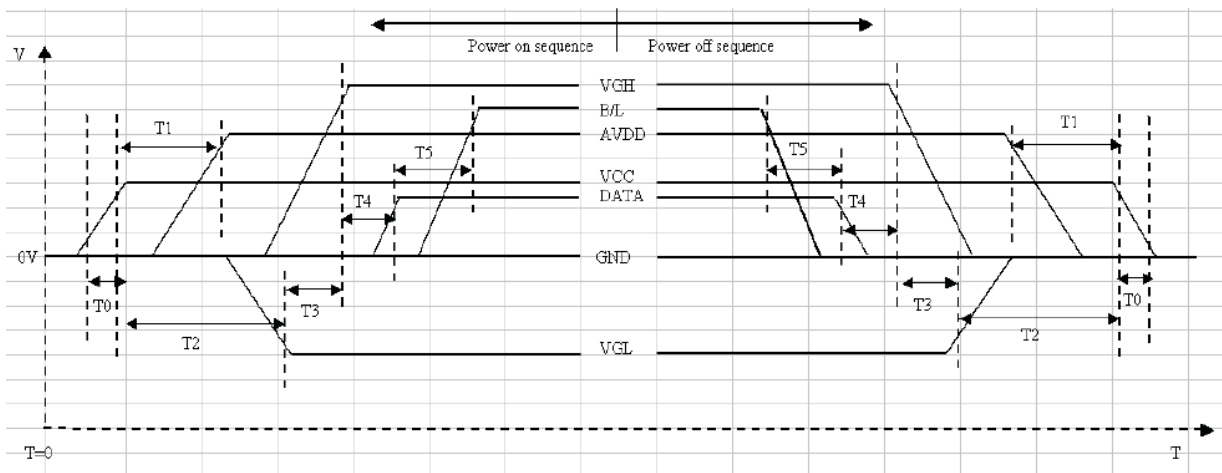 Power on sequence
Power off sequence
V
VGH
B/L
AVDD
T1
T1
T5
T5
VCC
DATA
T4
T4
0V
GND
T0
T3
T3
T0
T2
T2
VGL
T=0
T